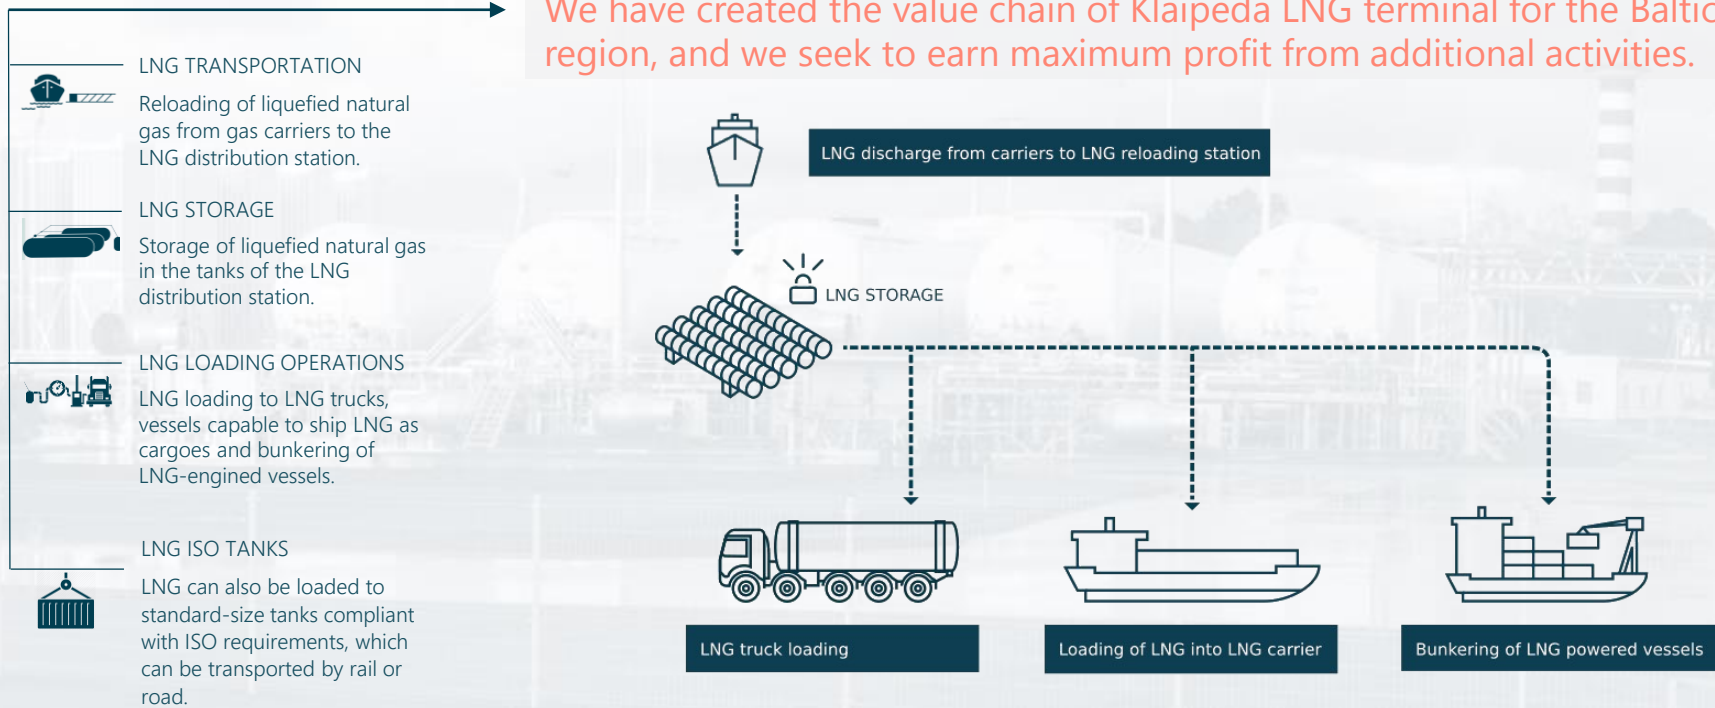 We have created the value chain of Klaipeda LNG terminal for the Baltic
region, and we seek to earn maximum profit from additional activities.
LNG TRANSPORTATION
Reloading of liquefied natural
gas from gas carriers to the
LNG distribution station.
LNG STORAGE
Storage of liquefied natural gas
in the tanks of the LNG
distribution station.
LNG LOADING OPERATIONS
LNG loading to LNG trucks,
vessels capable to ship LNG as
cargoes and bunkering of
LNG-engined vessels.
LNG ISO TANKS
LNG can also be loaded to
standard-size tanks compliant
with ISO requirements, which
can be transported by rail or
road.
LNG discharge from carriers to LNG reloading station
LNG STORAGE
LNG truck loading
Loading of LNG into LNG carrier
Bunkering of LNG powered vessels